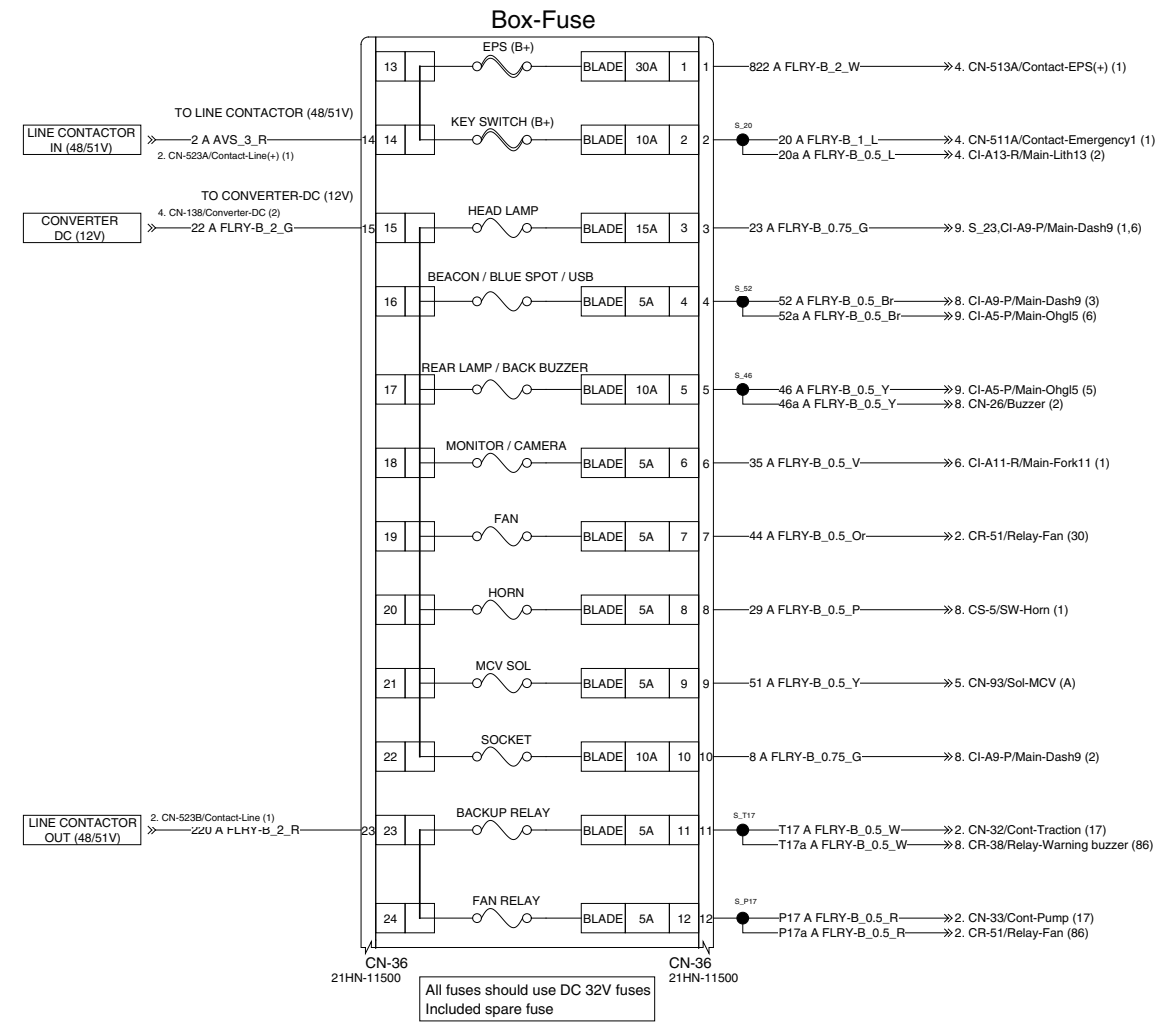 Box-Fuse
EPS (B+)
13 BLADE 30A 1 1 822 A FLRY-B_2_W 4. CN-513A/Contact-EPS(+) (1)
TO LINE CONTACTOR (48/51V)
KEY SWITCH (B+)
S_20
LINE CONTACTOR
IN (48/51V)
2 A AVS_3_R 14 14 BLADE 10A 2 2 20 A FLRY-B_1_L 4. CN-511A/Contact-Emergency1 (1)
2. CN-523A/Contact-Line(+) (1)
20a A FLRY-B_0.5_L 4. CI-A13-R/Main-Lith13 (2)
TO CONVERTER-DC (12V)
HEAD LAMP
4. CN-138/Converter-DC (2)
CONVERTER
DC (12V)
22 A FLRY-B_2_G 15 15 BLADE 15A 3 3 23 A FLRY-B_0.75_G 9. S_23,CI-A9-P/Main-Dash9 (1,6)
BEACON / BLUE SPOT / USB
S_52
16 BLADE 5A 4 4 52 A FLRY-B_0.5_Br 8. CI-A9-P/Main-Dash9 (3)
52a A FLRY-B_0.5_Br 9. CI-A5-P/Main-Ohgl5 (6)
REAR LAMP / BACK BUZZER
S_46
17 BLADE 10A 5 5 46 A FLRY-B_0.5_Y 9. CI-A5-P/Main-Ohgl5 (5)
46a A FLRY-B_0.5_Y 8. CN-26/Buzzer (2)
MONITOR / CAMERA
18 BLADE 5A 6 6 35 A FLRY-B_0.5_V 6. CI-A11-R/Main-Fork11 (1)
FAN
19 BLADE 5A 7 7 44 A FLRY-B_0.5_Or 2. CR-51/Relay-Fan (30)
HORN
20 BLADE 5A 8 8 29 A FLRY-B_0.5_P 8. CS-5/SW-Horn (1)
MCV SOL
21 BLADE 5A 9 9 51 A FLRY-B_0.5_Y 5. CN-93/Sol-MCV (A)
SOCKET
22 BLADE 10A 10 10 8 A FLRY-B_0.75_G 8. CI-A9-P/Main-Dash9 (2)
BACKUP RELAY
S_T17
2. CN-523B/Contact-Line (1)
LINE CONTACTOR
OUT (48/51V)
220 A FLRY-B_2_R 23 23 BLADE 5A 11 11 T17 A FLRY-B_0.5_W 2. CN-32/Cont-Traction (17)
T17a A FLRY-B_0.5_W 8. CR-38/Relay-Warning buzzer (86)
FAN RELAY
S_P17
24 BLADE 5A 12 12 P17 A FLRY-B_0.5_R 2. CN-33/Cont-Pump (17)
P17a A FLRY-B_0.5_R 2. CR-51/Relay-Fan (86)
CN-36 CN-36
21HN-11500 21HN-11500
All fuses should use DC 32V fuses
Included spare fuse